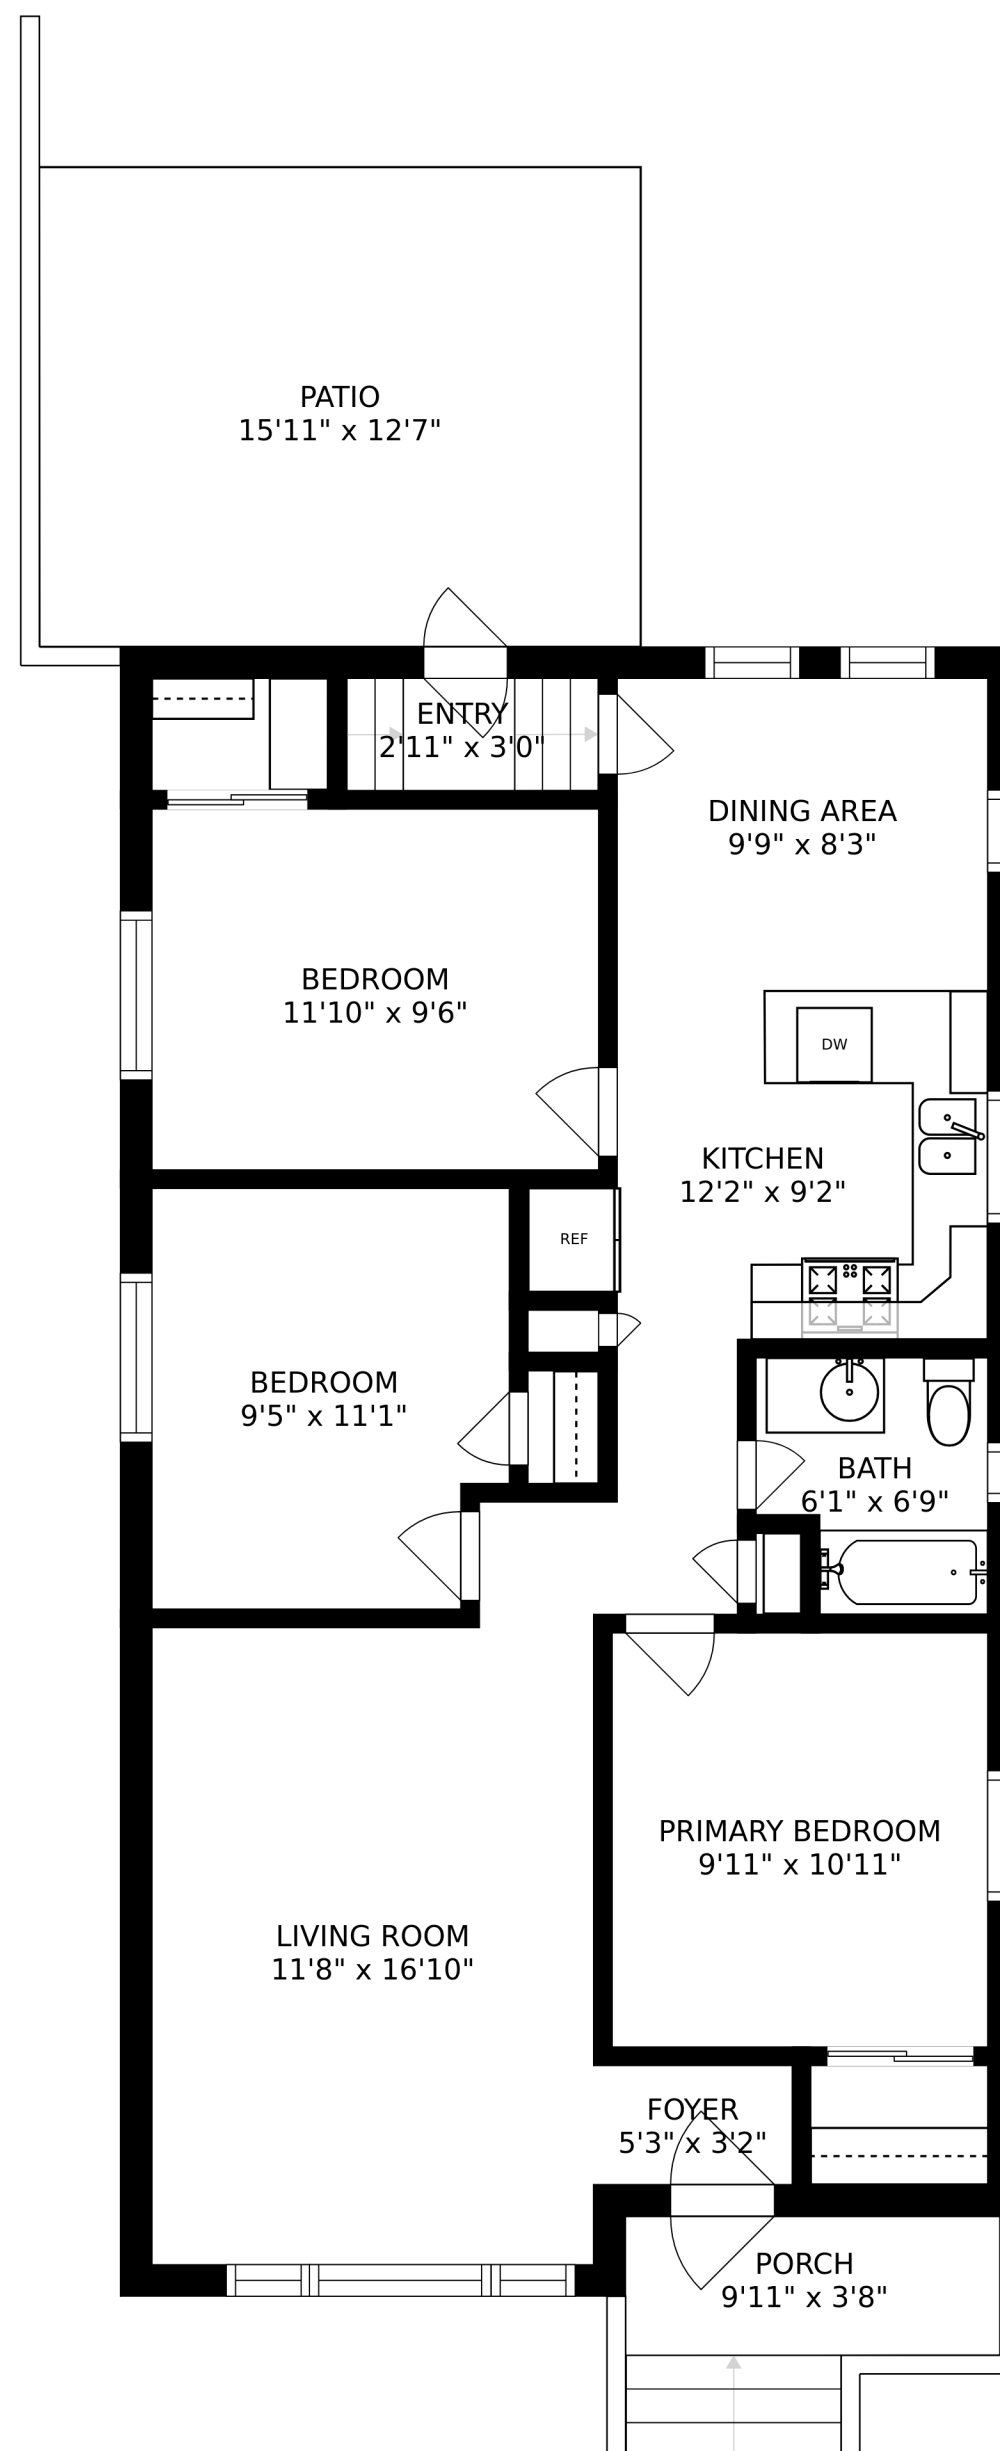 PATIO
15'11" x 12'7"
ENTRY
2'11" x 3'0"
DINING AREA
9'9" x 8'3"
BEDROOM
11'10" x 9'6"
DW
KITCHEN
12'2" x 9'2"
REF
BEDROOM
9'5" x 11'1"
BATH
6'1" x 6'9"
PRIMARY BEDROOM
9'11" x 10'11"
LIVING ROOM
11'8" x 16'10"
FOYER
5'3" x 3'2"
PORCH
9'11" x 3'8"